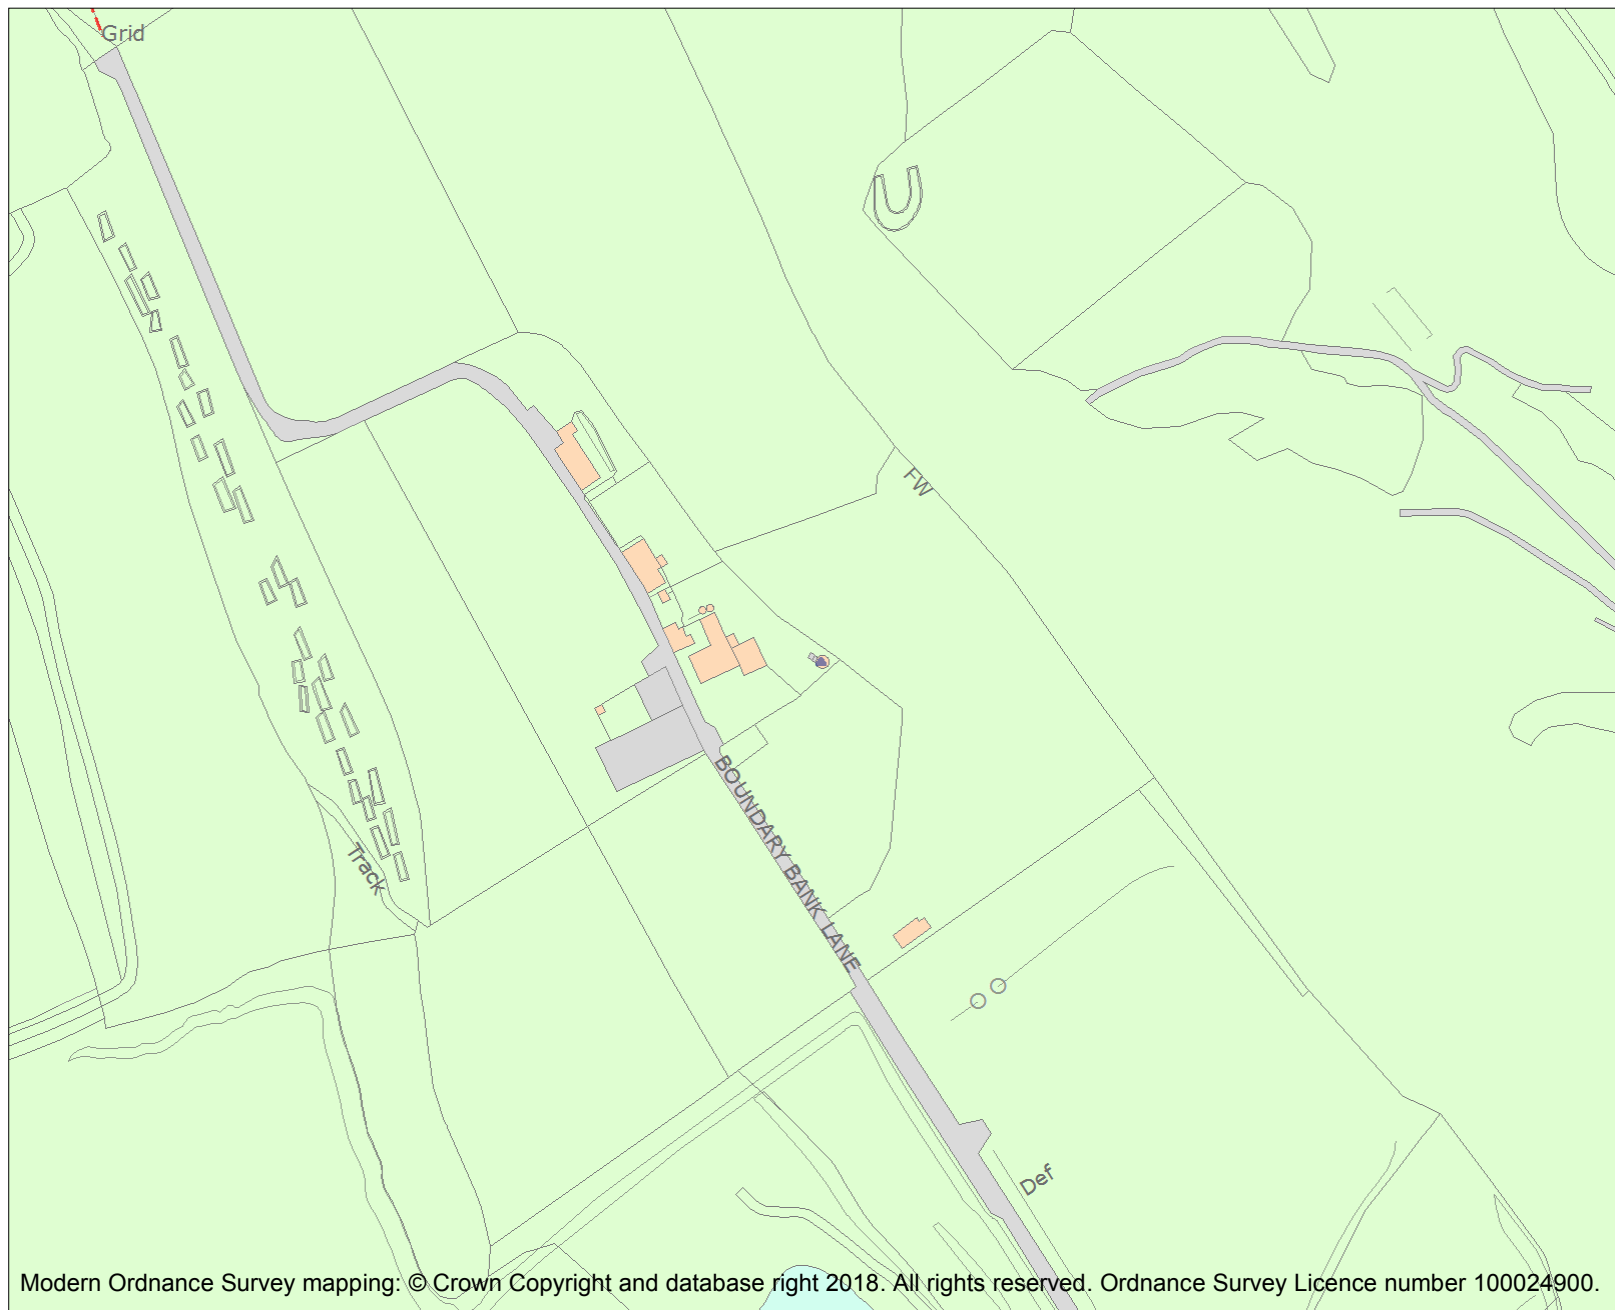 Grid
FW
BOUNDARY BANK LANE
Track
Def
Modern Ordnance Survey mapping: © Crown Copyright and database right 2018. All rights reserved. Ordnance Survey Licence number 100024900.